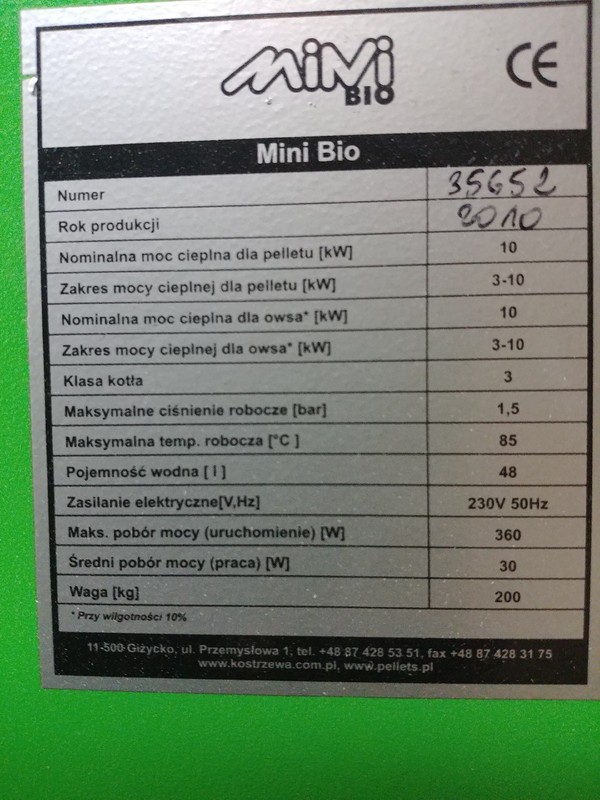 MiNi
BIO
CE
Mini Bio
Numer 35652
Rok produkcji 2010
Nominalna moc cieplna dla pelletu [kW] 10
Zakres mocy cieplnej dla pelletu [kW] 3-10
Nominalna moc cieplna dla owsa* [kW] 10
Zakres mocy cieplnej dla owsa* [kW] 3-10
Klasa kotła 3
Maksymalne ciśnienie robocze [bar] 1,5
Maksymalna temp. robocza [°C ] 85
Pojemność wodna [ l ] 48
Zasilanie elektryczne[V,Hz] 230V 50Hz
Maks. pobór mocy (uruchomienie) [W] 360
Średni pobór mocy (praca) [W] 30
Waga [kg] 200
* Przy wilgotności 10%
11-500 Giżycko, ul. Przemysłowa 1, tel. +48 87 428 53 51, fax +48 87 428 31 75
www.kostrzewa.com.pl, www.pellets.pl